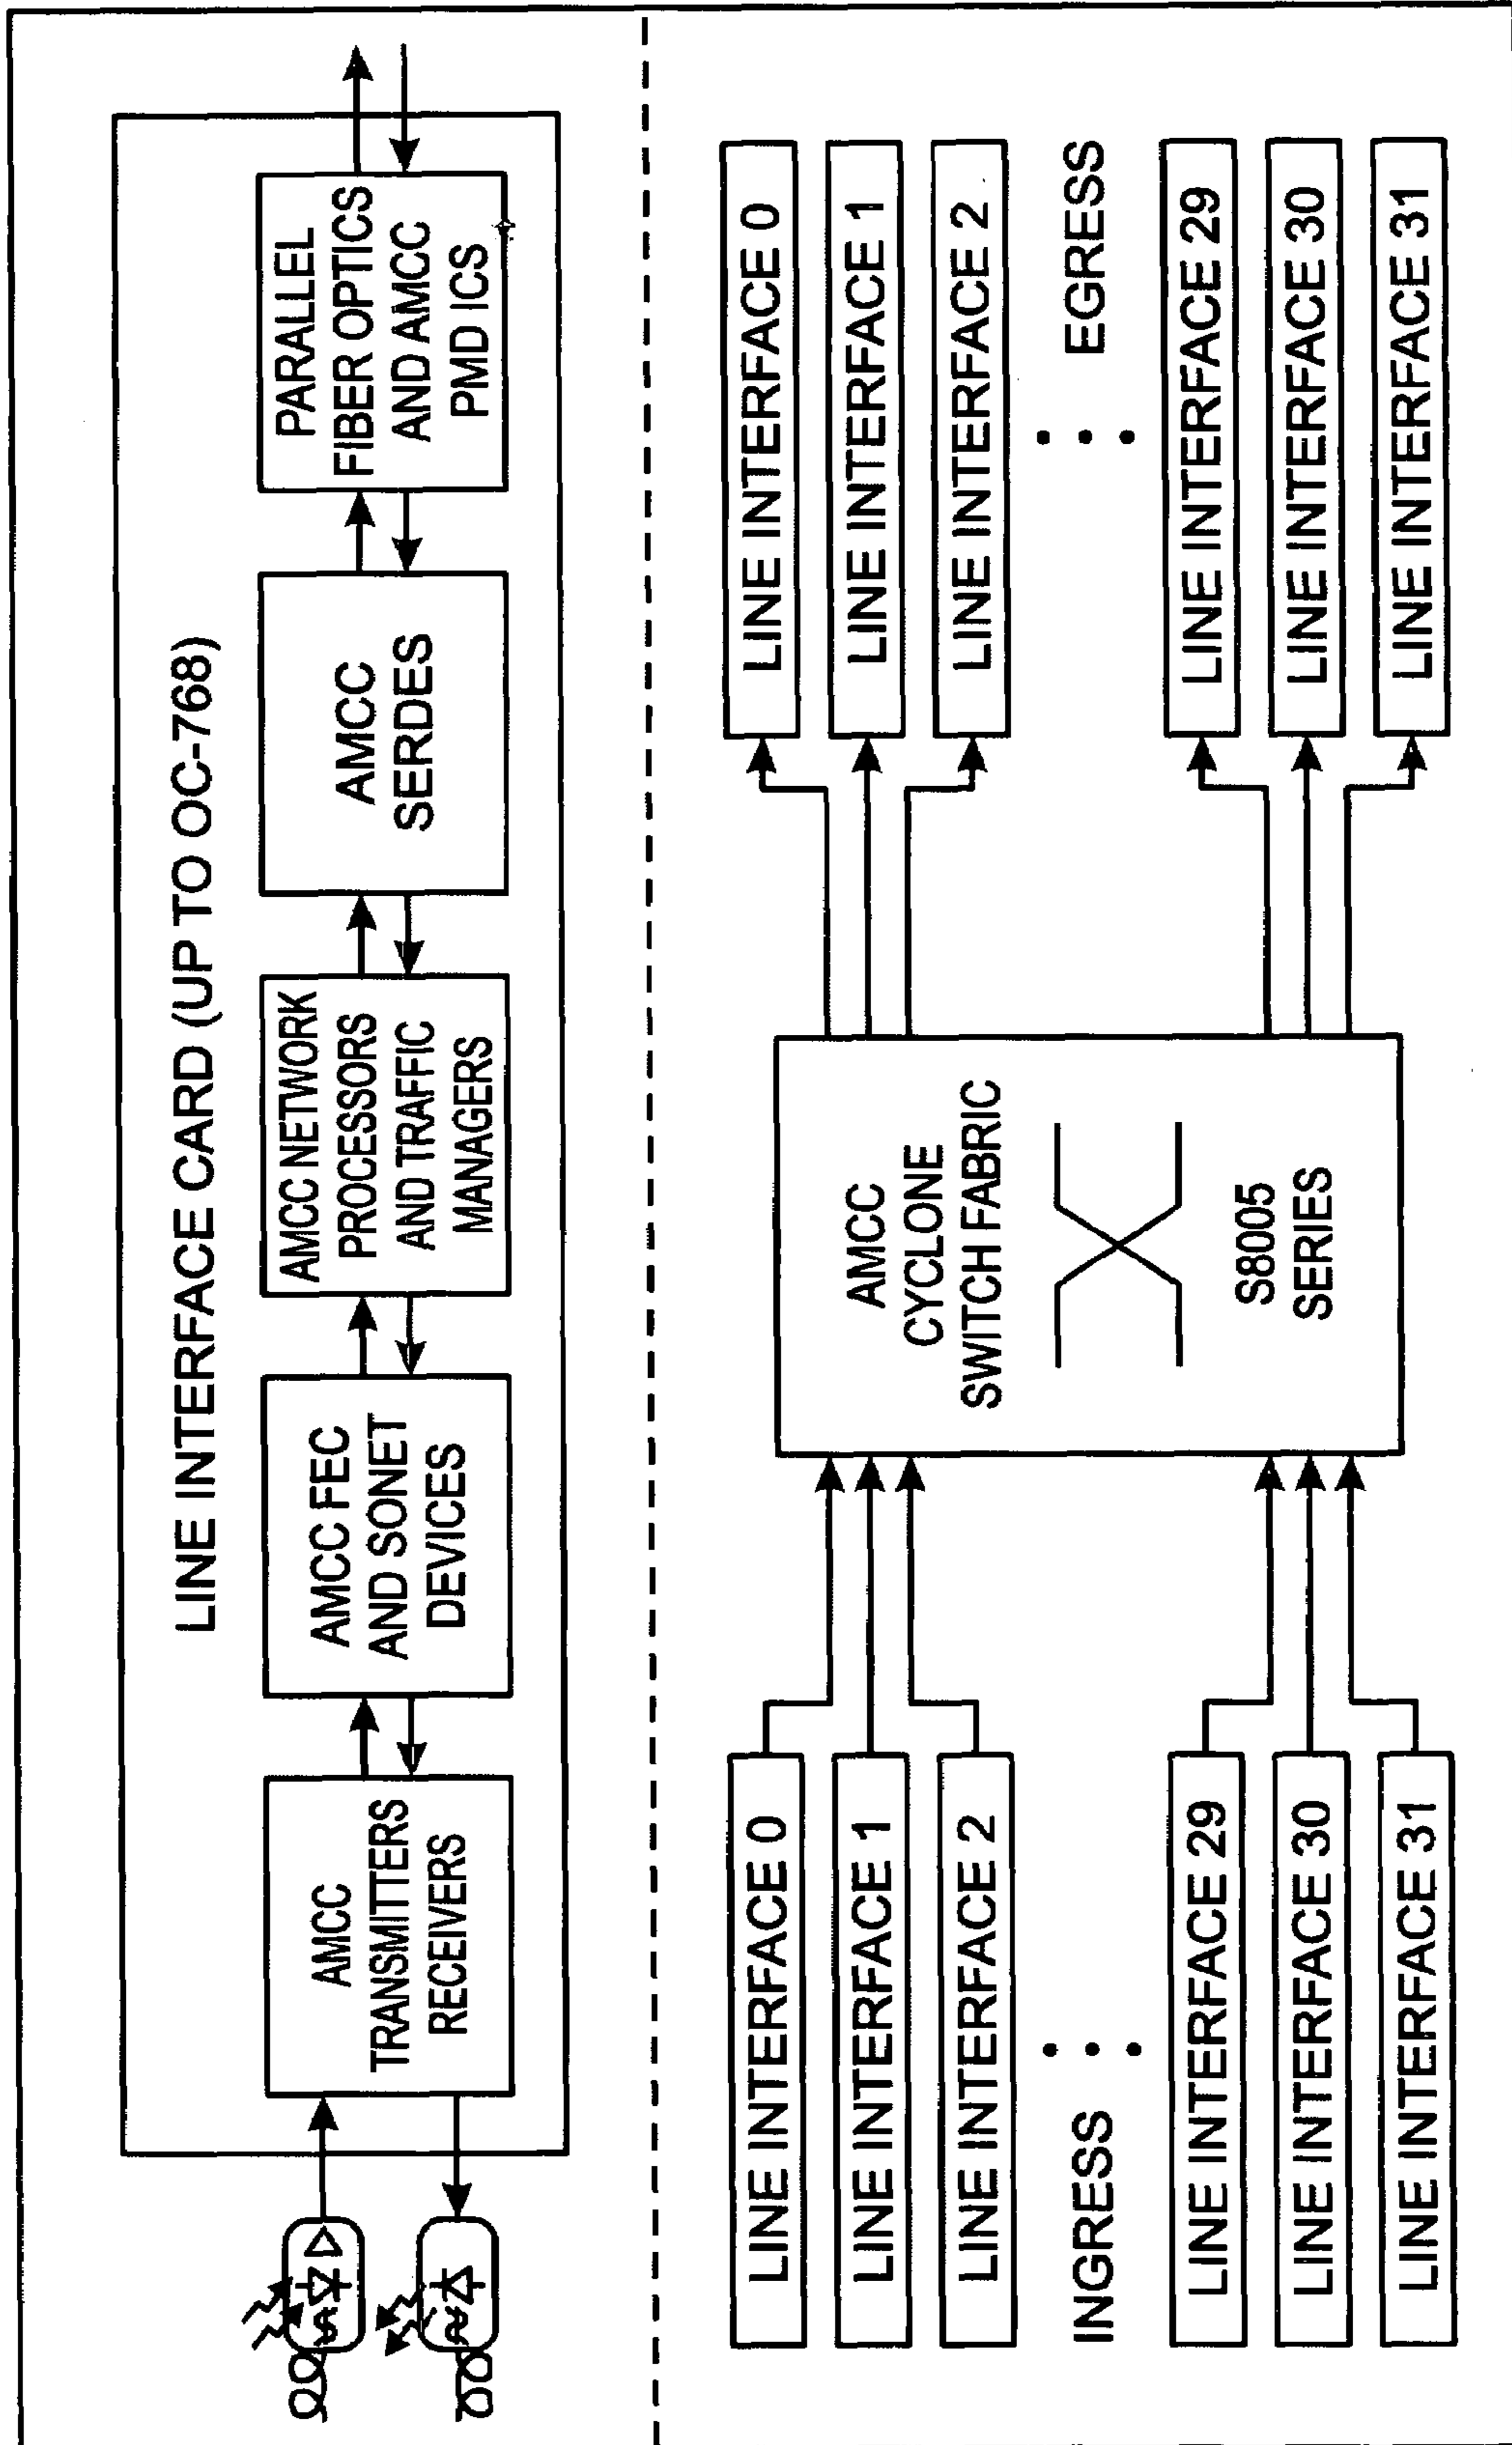 LINE INTERFACE CARD (UP TO OC-768)
AMCC
TRANSMITTERS
RECEIVERS
AMCC FEC
AND SONET
DEVICES
AMCC NETWORK
PROCESSORS
AND TRAFFIC
MANAGERS
AMCC
SERDES
PARALLEL
FIBER OPTICS
AND AMCC
PMD ICS
LINE INTERFACE 0
LINE INTERFACE 1
LINE INTERFACE 2
INGRESS
LINE INTERFACE 29
LINE INTERFACE 30
LINE INTERFACE 31
AMCC
CYCLONE
SWITCH FABRIC
S8005
SERIES
LINE INTERFACE 0
LINE INTERFACE 1
LINE INTERFACE 2
EGRESS
LINE INTERFACE 29
LINE INTERFACE 30
LINE INTERFACE 31